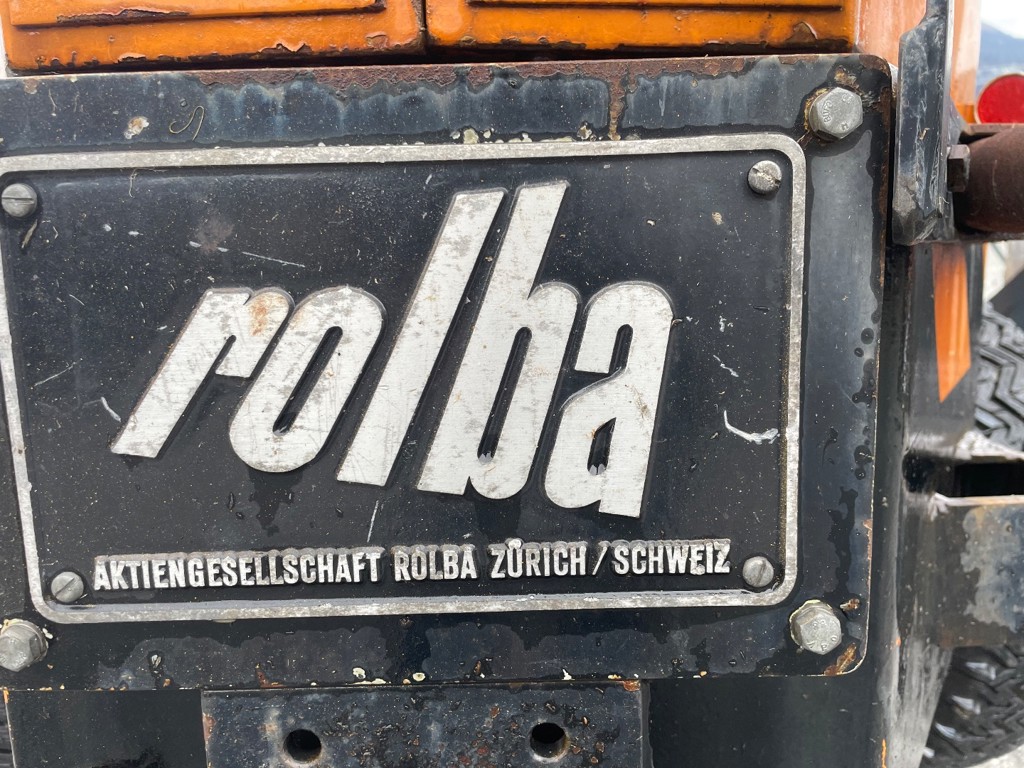 rolba
AKTIENGESELLSCHAFT ROLBA ZÜRICH/SCHWEIZ